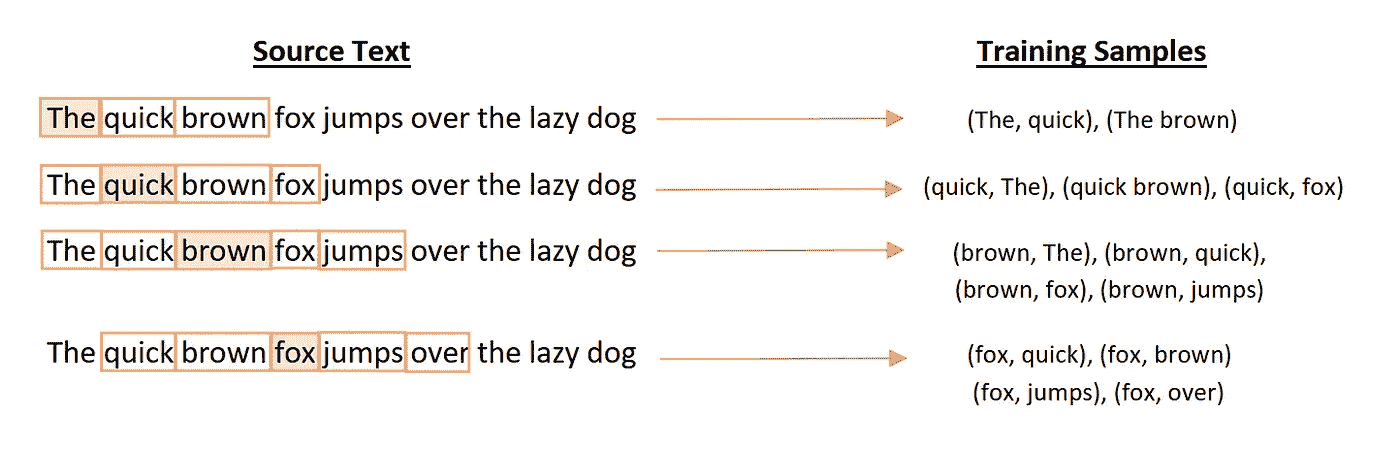 Source Text
Training Samples
The quick brown fox jumps over the lazy dog
(The, quick), (The brown)
The quick brown fox jumps over the lazy dog
(quick, The), (quick brown), (quick, fox)
The quick brown fox jumps over the lazy dog
(brown, The), (brown, quick),
(brown, fox), (brown, jumps)
The quick brown fox jumps over the lazy dog
(fox, quick), (fox, brown)
(fox, jumps), (fox, over)